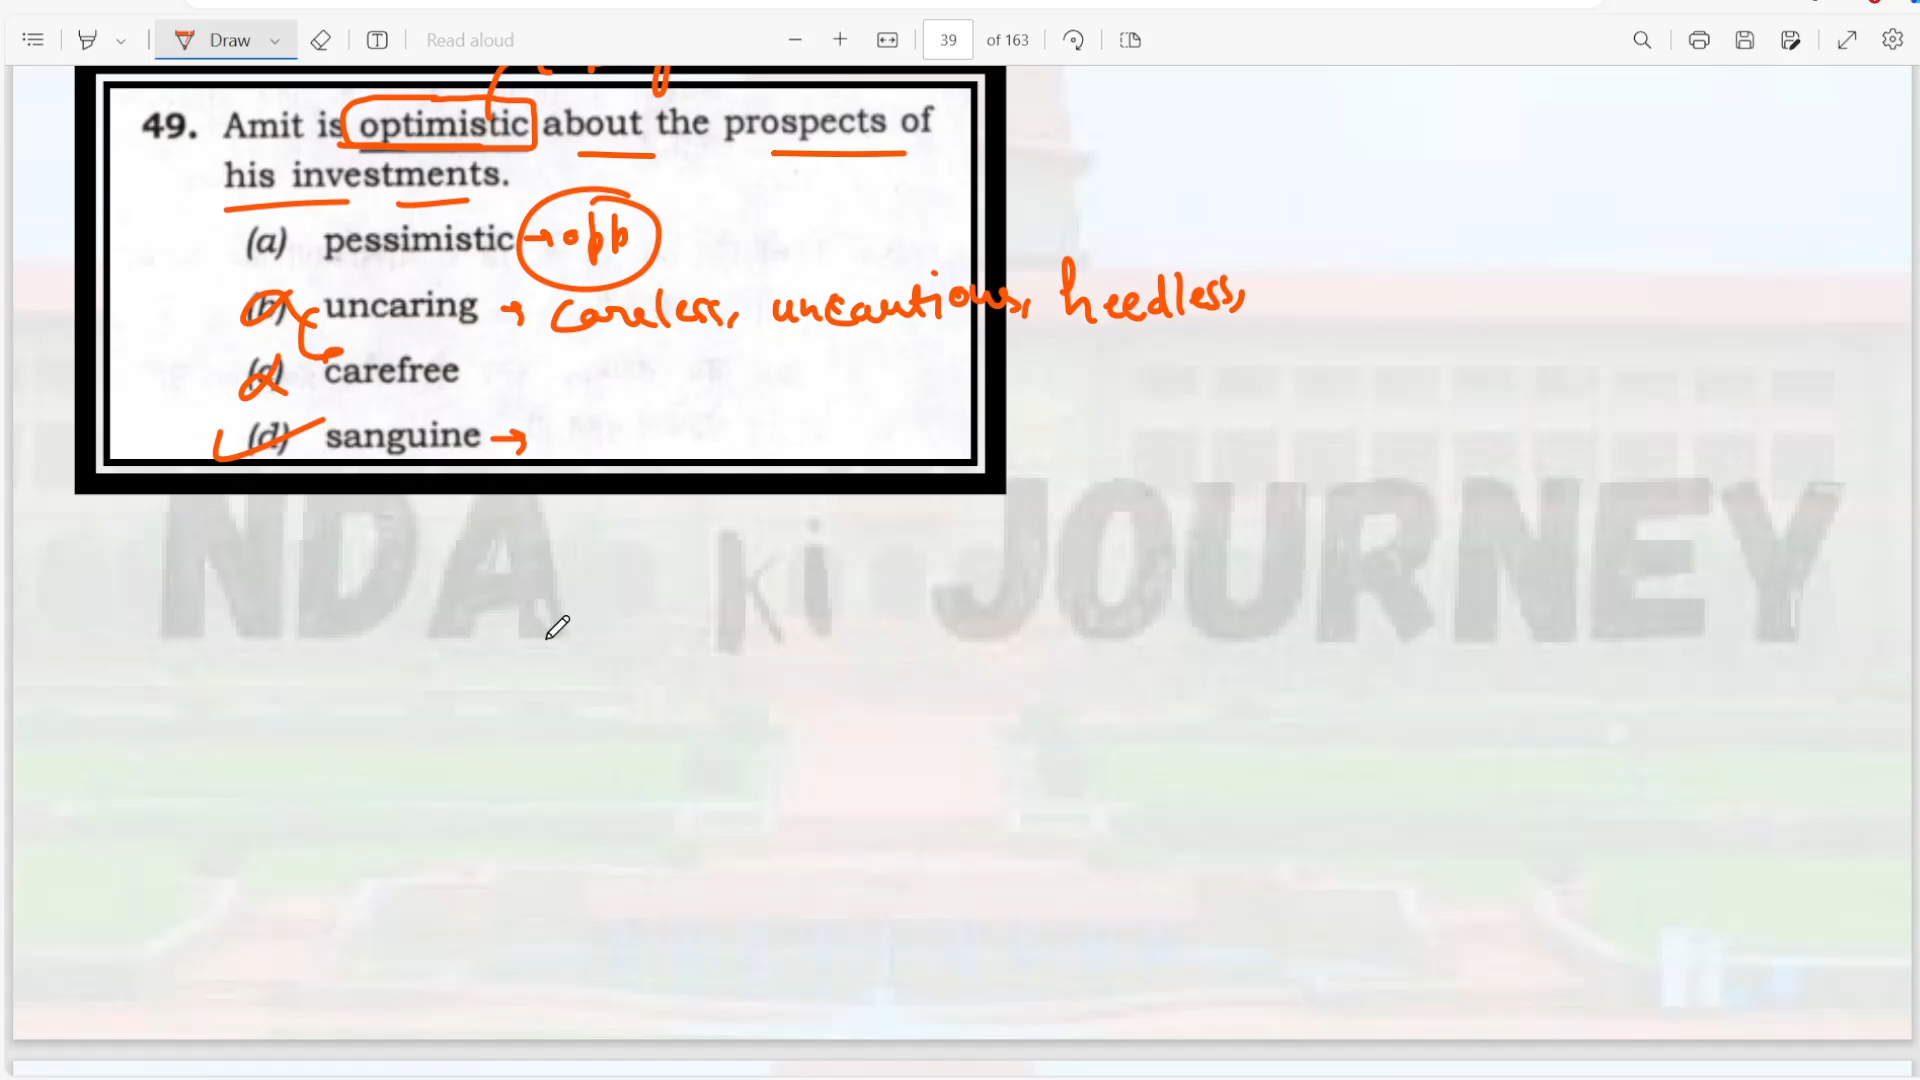 Draw
Read aloud
39 of 163
49. Amit is optimistic about the prospects of
his investments.
(a) pessimistic → opp
(b) uncaring → careless, uncautious, heedless,
(c) carefree
(d) sanguine →
NDA ki JOURNEY